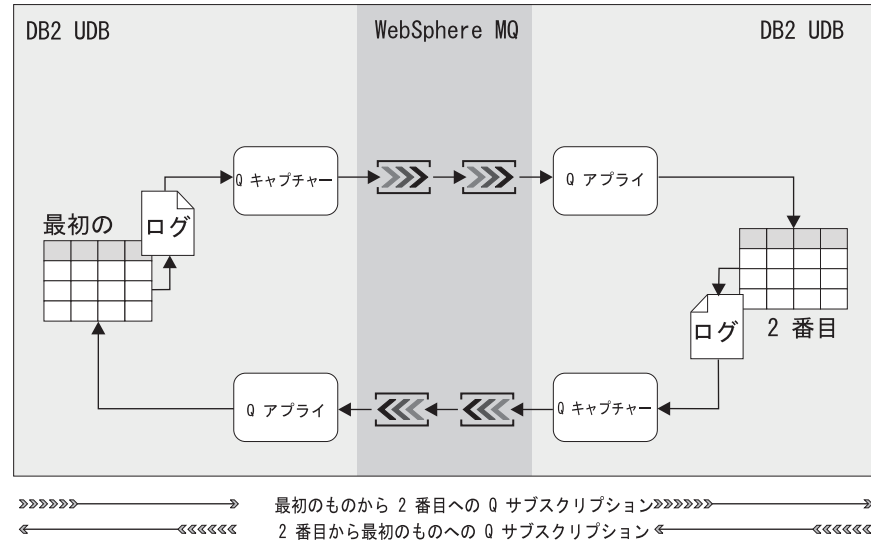 DB2 UDB
WebSphere MQ
DB2 UDB
Q キャプチャー
Q アプライ
最初の
ログ
ログ
2 番目
Q アプライ
Q キャプチャー
最初のものから 2 番目への Q サブスクリプション
2 番目から最初のものへの Q サブスクリプション